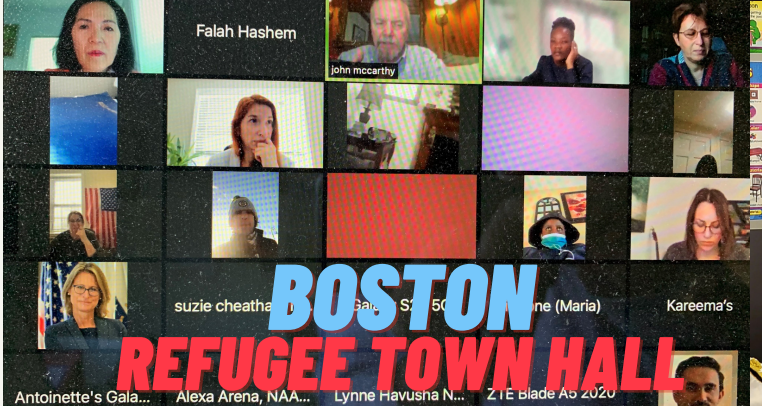 Falah Hashem
john mccarthy
suzie cheatha
Kareema's
(Maria)
BOSTON
REFUGEE TOWN HALL
Antoinette's Gala...
Alexa Arena, NAA...
Lynne Havusha N...
ZTE Blade A5 2020